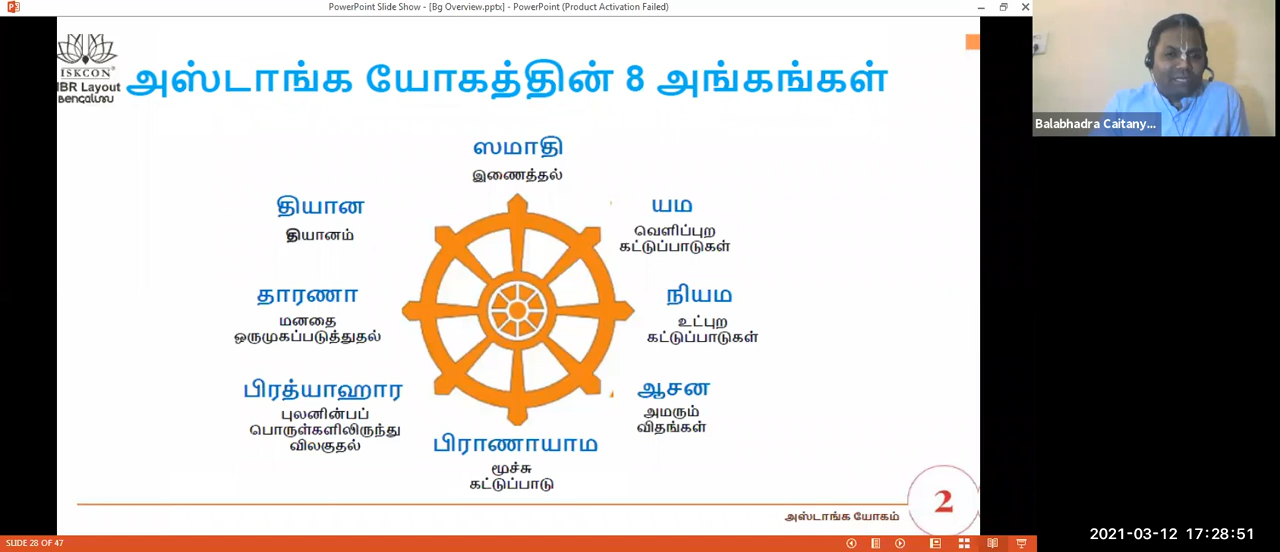 PowerPoint Slide Show - [Bg Overview.pptx] - PowerPoint (Product Activation Failed)
ISKCON
HBR Layout
BENGALURU
அஸ்டாங்க யோகத்தின் 8 அங்கங்கள்
ஸமாதி
இணைத்தல்
யம
வெளிப்புற
கட்டுப்பாடுகள்
நியம
உட்புற
கட்டுப்பாடுகள்
ஆசன
அமரும்
விதங்கள்
பிராணாயாம
மூச்சு
கட்டுப்பாடு
பிரத்யாஹார
புலனின்பப்
பொருள்களிலிருந்து
விலகுதல்
தாரணா
மனதை
ஒருமுகப்படுத்துதல்
தியான
தியானம்
2
அஸ்டாங்க யோகம்
SLIDE 28 OF 47
Balabhadra Caitany...
2021-03-12 17:28:51